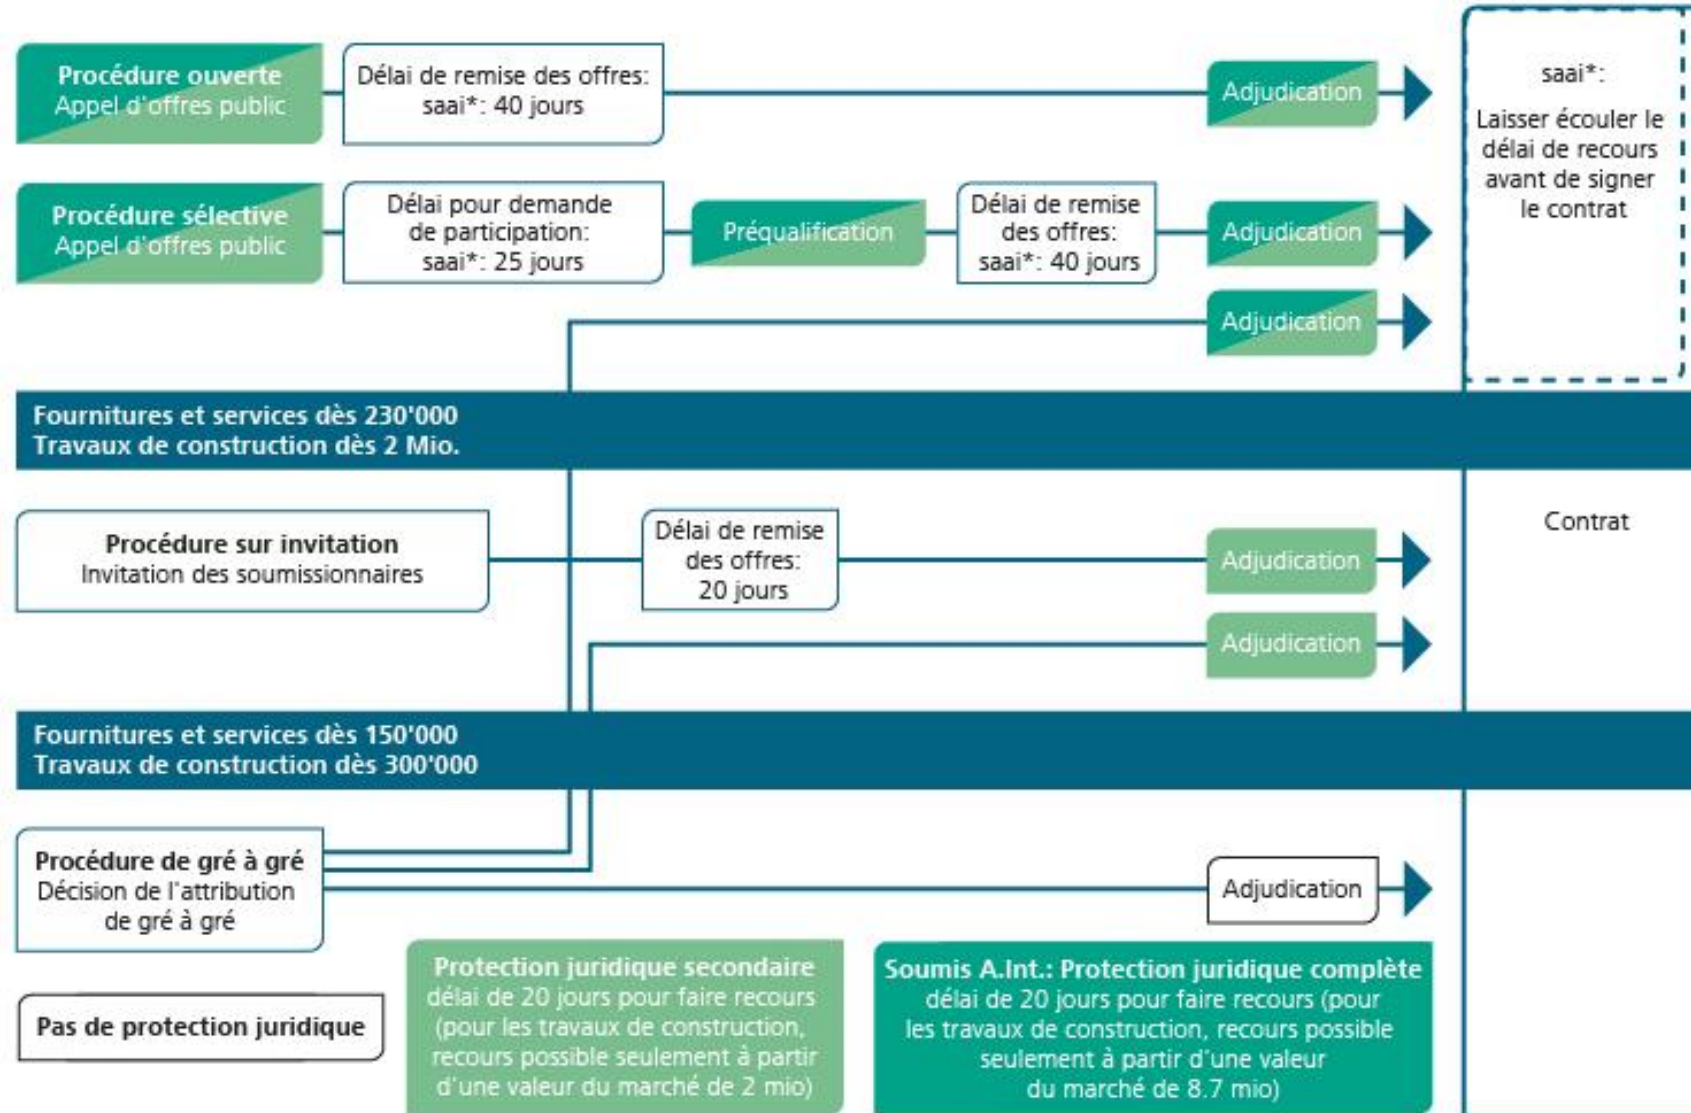 Procédure ouverte
Appel d'offres public
Délai de remise des offres:
saai*: 40 jours
Adjudication
saai*:
Laisser écouler le
délai de recours
avant de signer
le contrat
Procédure sélective
Appel d'offres public
Délai pour demande
de participation:
saai*: 25 jours
Préqualification
Délai de remise
des offres:
saai*: 40 jours
Adjudication
Adjudication
Fournitures et services dès 230'000
Travaux de construction dès 2 Mio.
Procédure sur invitation
Invitation des soumissionnaires
Délai de remise
des offres:
20 jours
Adjudication
Contrat
Adjudication
Fournitures et services dès 150'000
Travaux de construction dès 300'000
Procédure de gré à gré
Décision de l'attribution
de gré à gré
Adjudication
Pas de protection juridique
Protection juridique secondaire
délai de 20 jours pour faire recours
(pour les travaux de construction,
recours possible seulement à partir
d'une valeur du marché de 2 mio)
Soumis A.Int.: Protection juridique complète
délai de 20 jours pour faire recours (pour
les travaux de construction, recours possible
seulement à partir d'une valeur
du marché de 8.7 mio)